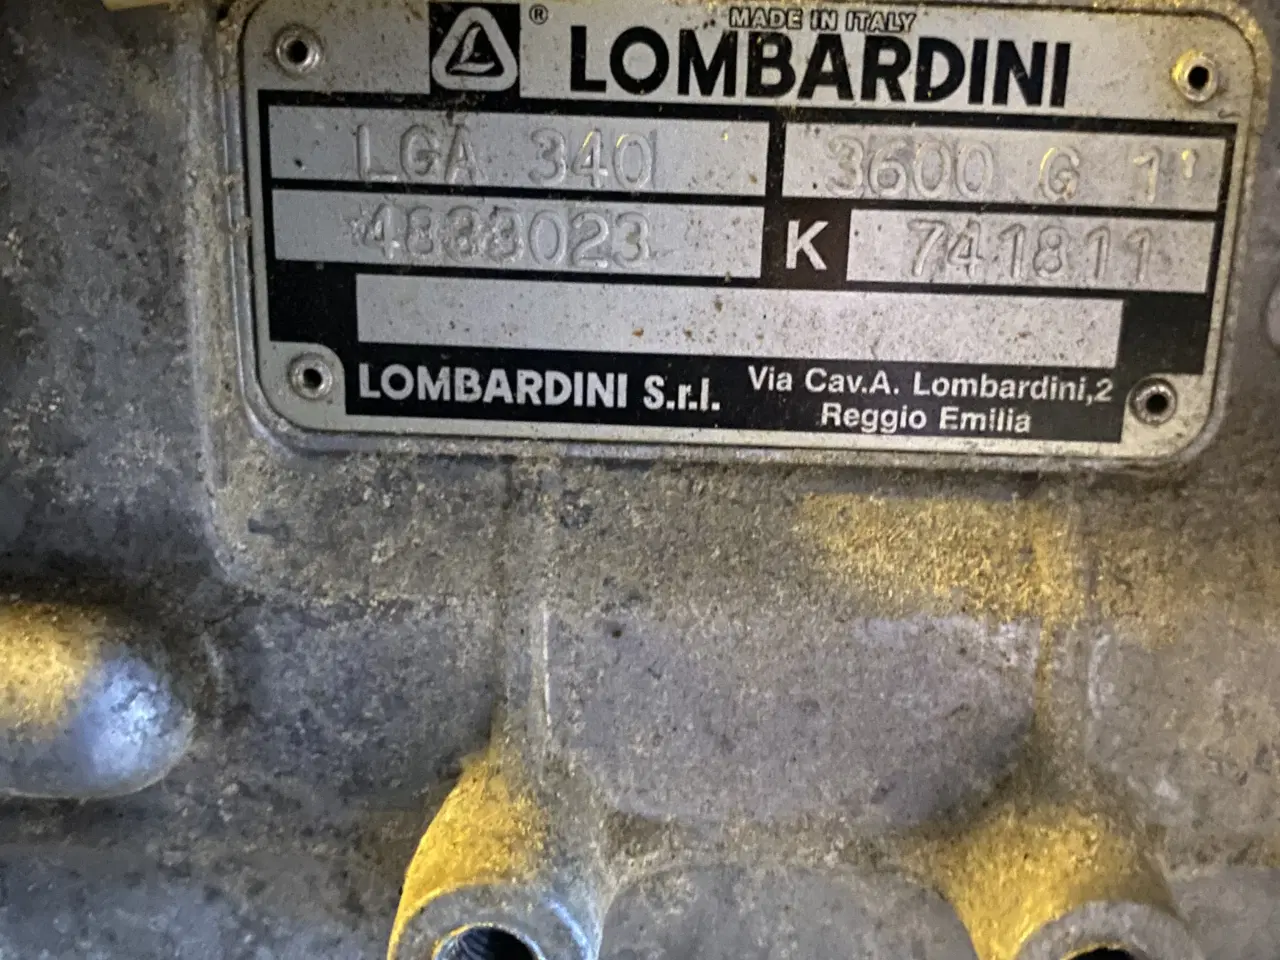 MADE IN ITALY
® LOMBARDINI
LGA 340 3600 G 1'
4833023 K 741811
LOMBARDINI S.r.l. Via Cav.A. Lombardini,2
Reggio Emilia